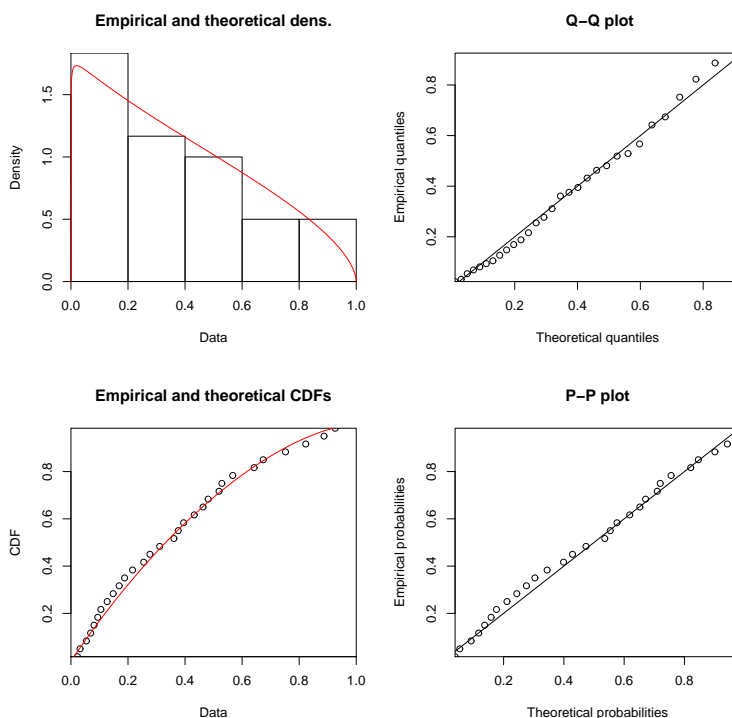 Empirical and theoretical dens.
Density
0.0 0.5 1.0 1.5
0.0 0.2 0.4 0.6 0.8 1.0
Data
Q−Q plot
Empirical quantiles
0.2 0.4 0.6 0.8
0.2 0.4 0.6 0.8
Theoretical quantiles
Empirical and theoretical CDFs
CDF
0.2 0.4 0.6 0.8
0.0 0.2 0.4 0.6 0.8 1.0
Data
P−P plot
Empirical probabilities
0.2 0.4 0.6 0.8
0.2 0.4 0.6 0.8
Theoretical probabilities